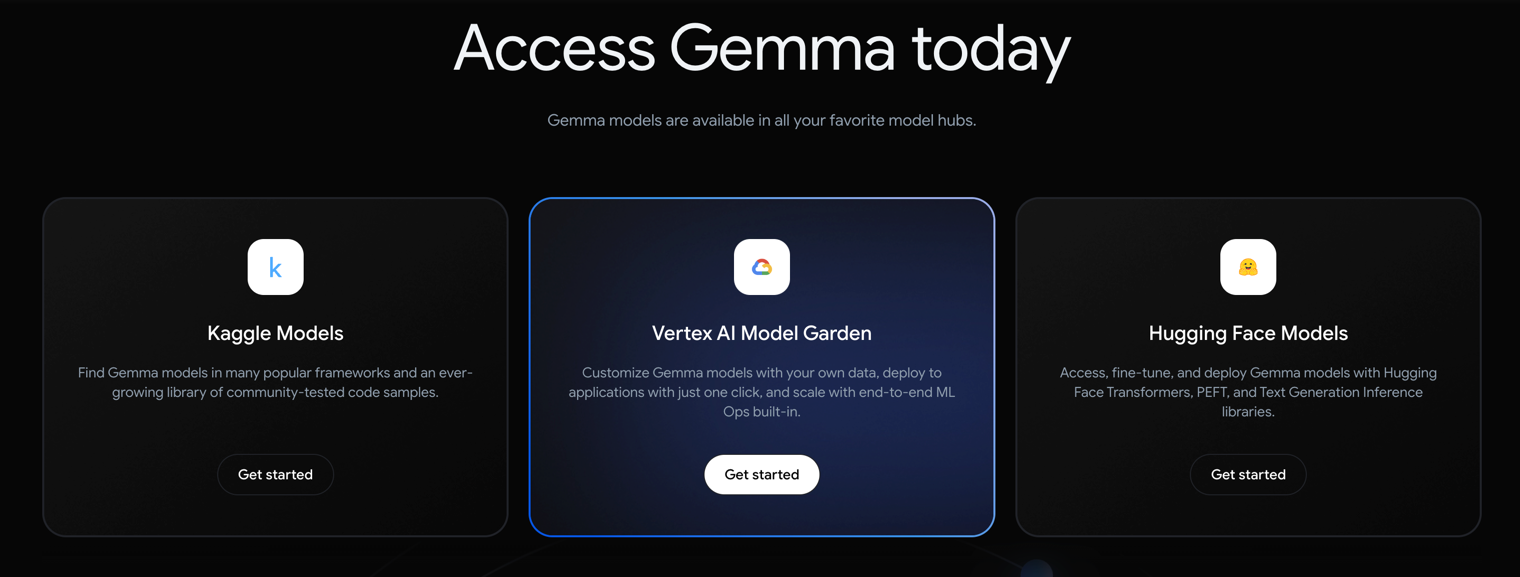 Access Gemma today
Gemma models are available in all your favorite model hubs.
k
Kaggle Models
Find Gemma models in many popular frameworks and an ever-
growing library of community-tested code samples.
Get started
Vertex AI Model Garden
Customize Gemma models with your own data, deploy to
applications with just one click, and scale with end-to-end ML
Ops built-in.
Get started
Hugging Face Models
Access, fine-tune, and deploy Gemma models with Hugging
Face Transformers, PEFT, and Text Generation Inference
libraries.
Get started